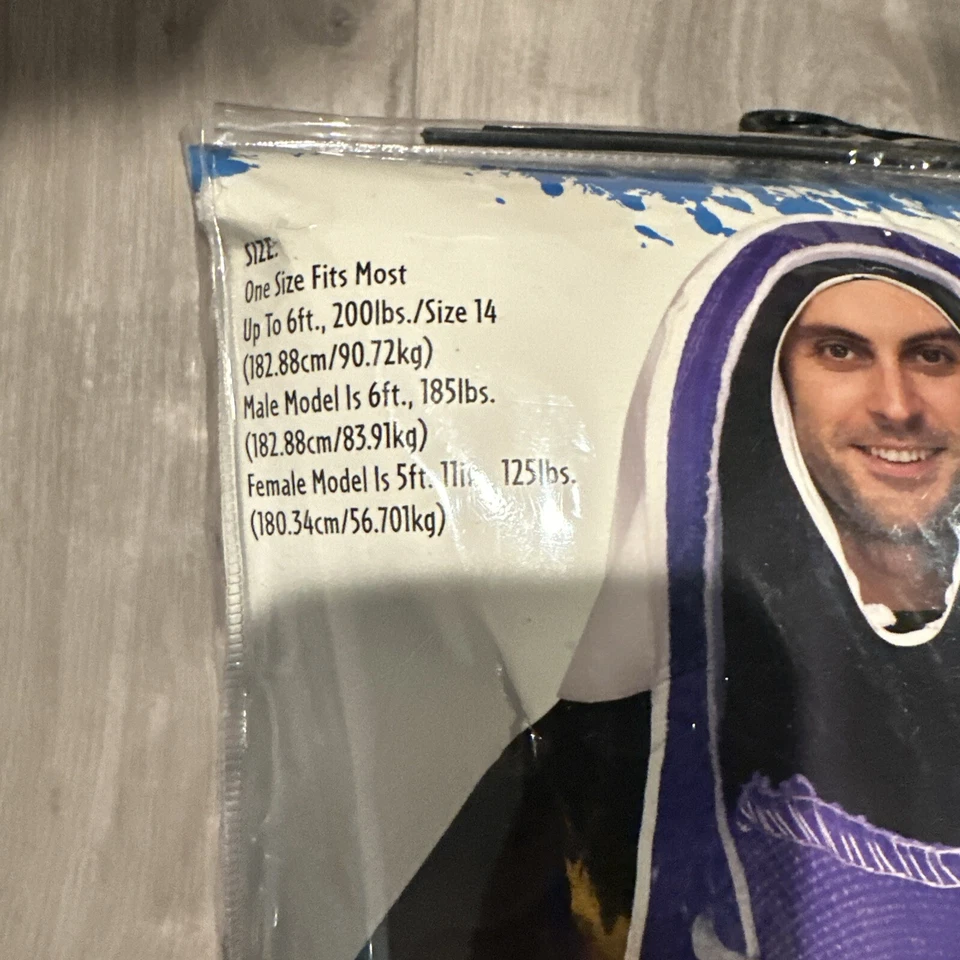 SIZE:
One Size Fits Most
Up To 6ft., 200lbs./Size 14
(182.88cm/90.72kg)
Male Model Is 6ft., 185lbs.
(182.88cm/83.91kg)
Female Model Is 5ft. 125lbs.
(180.34cm/56.701kg)